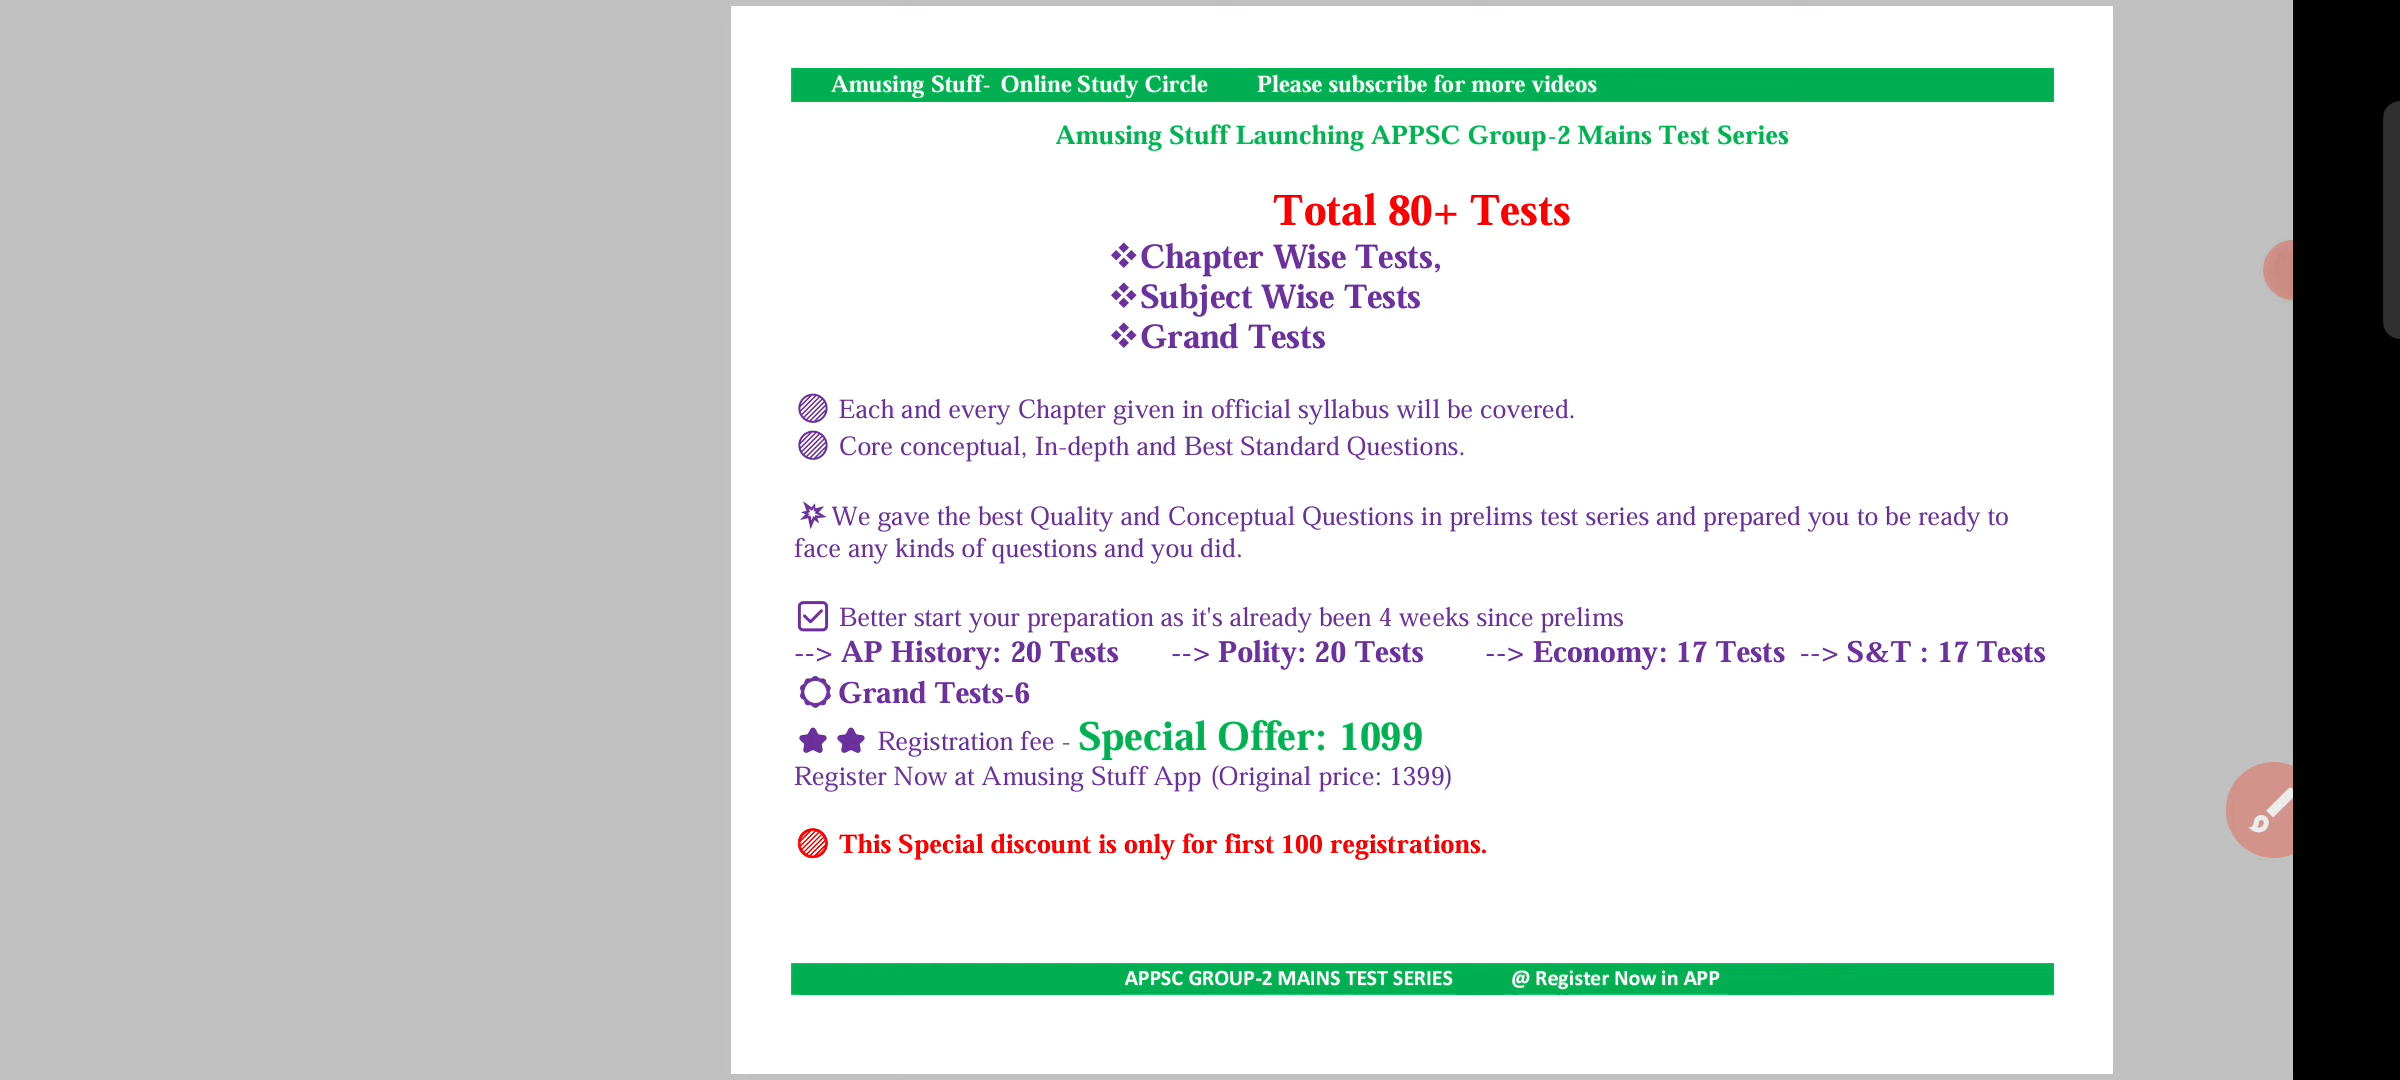 Amusing Stuff- Online Study Circle Please subscribe for more videos
Amusing Stuff Launching APPSC Group-2 Mains Test Series
Total 80+ Tests
Chapter Wise Tests,
Subject Wise Tests
Grand Tests
Each and every Chapter given in official syllabus will be covered.
Core conceptual, In-depth and Best Standard Questions.
We gave the best Quality and Conceptual Questions in prelims test series and prepared you to be ready to
face any kinds of questions and you did.
Better start your preparation as it's already been 4 weeks since prelims
--> AP History: 20 Tests --> Polity: 20 Tests --> Economy: 17 Tests --> S&T : 17 Tests
Grand Tests-6
Registration fee - Special Offer: 1099
Register Now at Amusing Stuff App (Original price: 1399)
This Special discount is only for first 100 registrations.
APPSC GROUP-2 MAINS TEST SERIES @ Register Now in APP